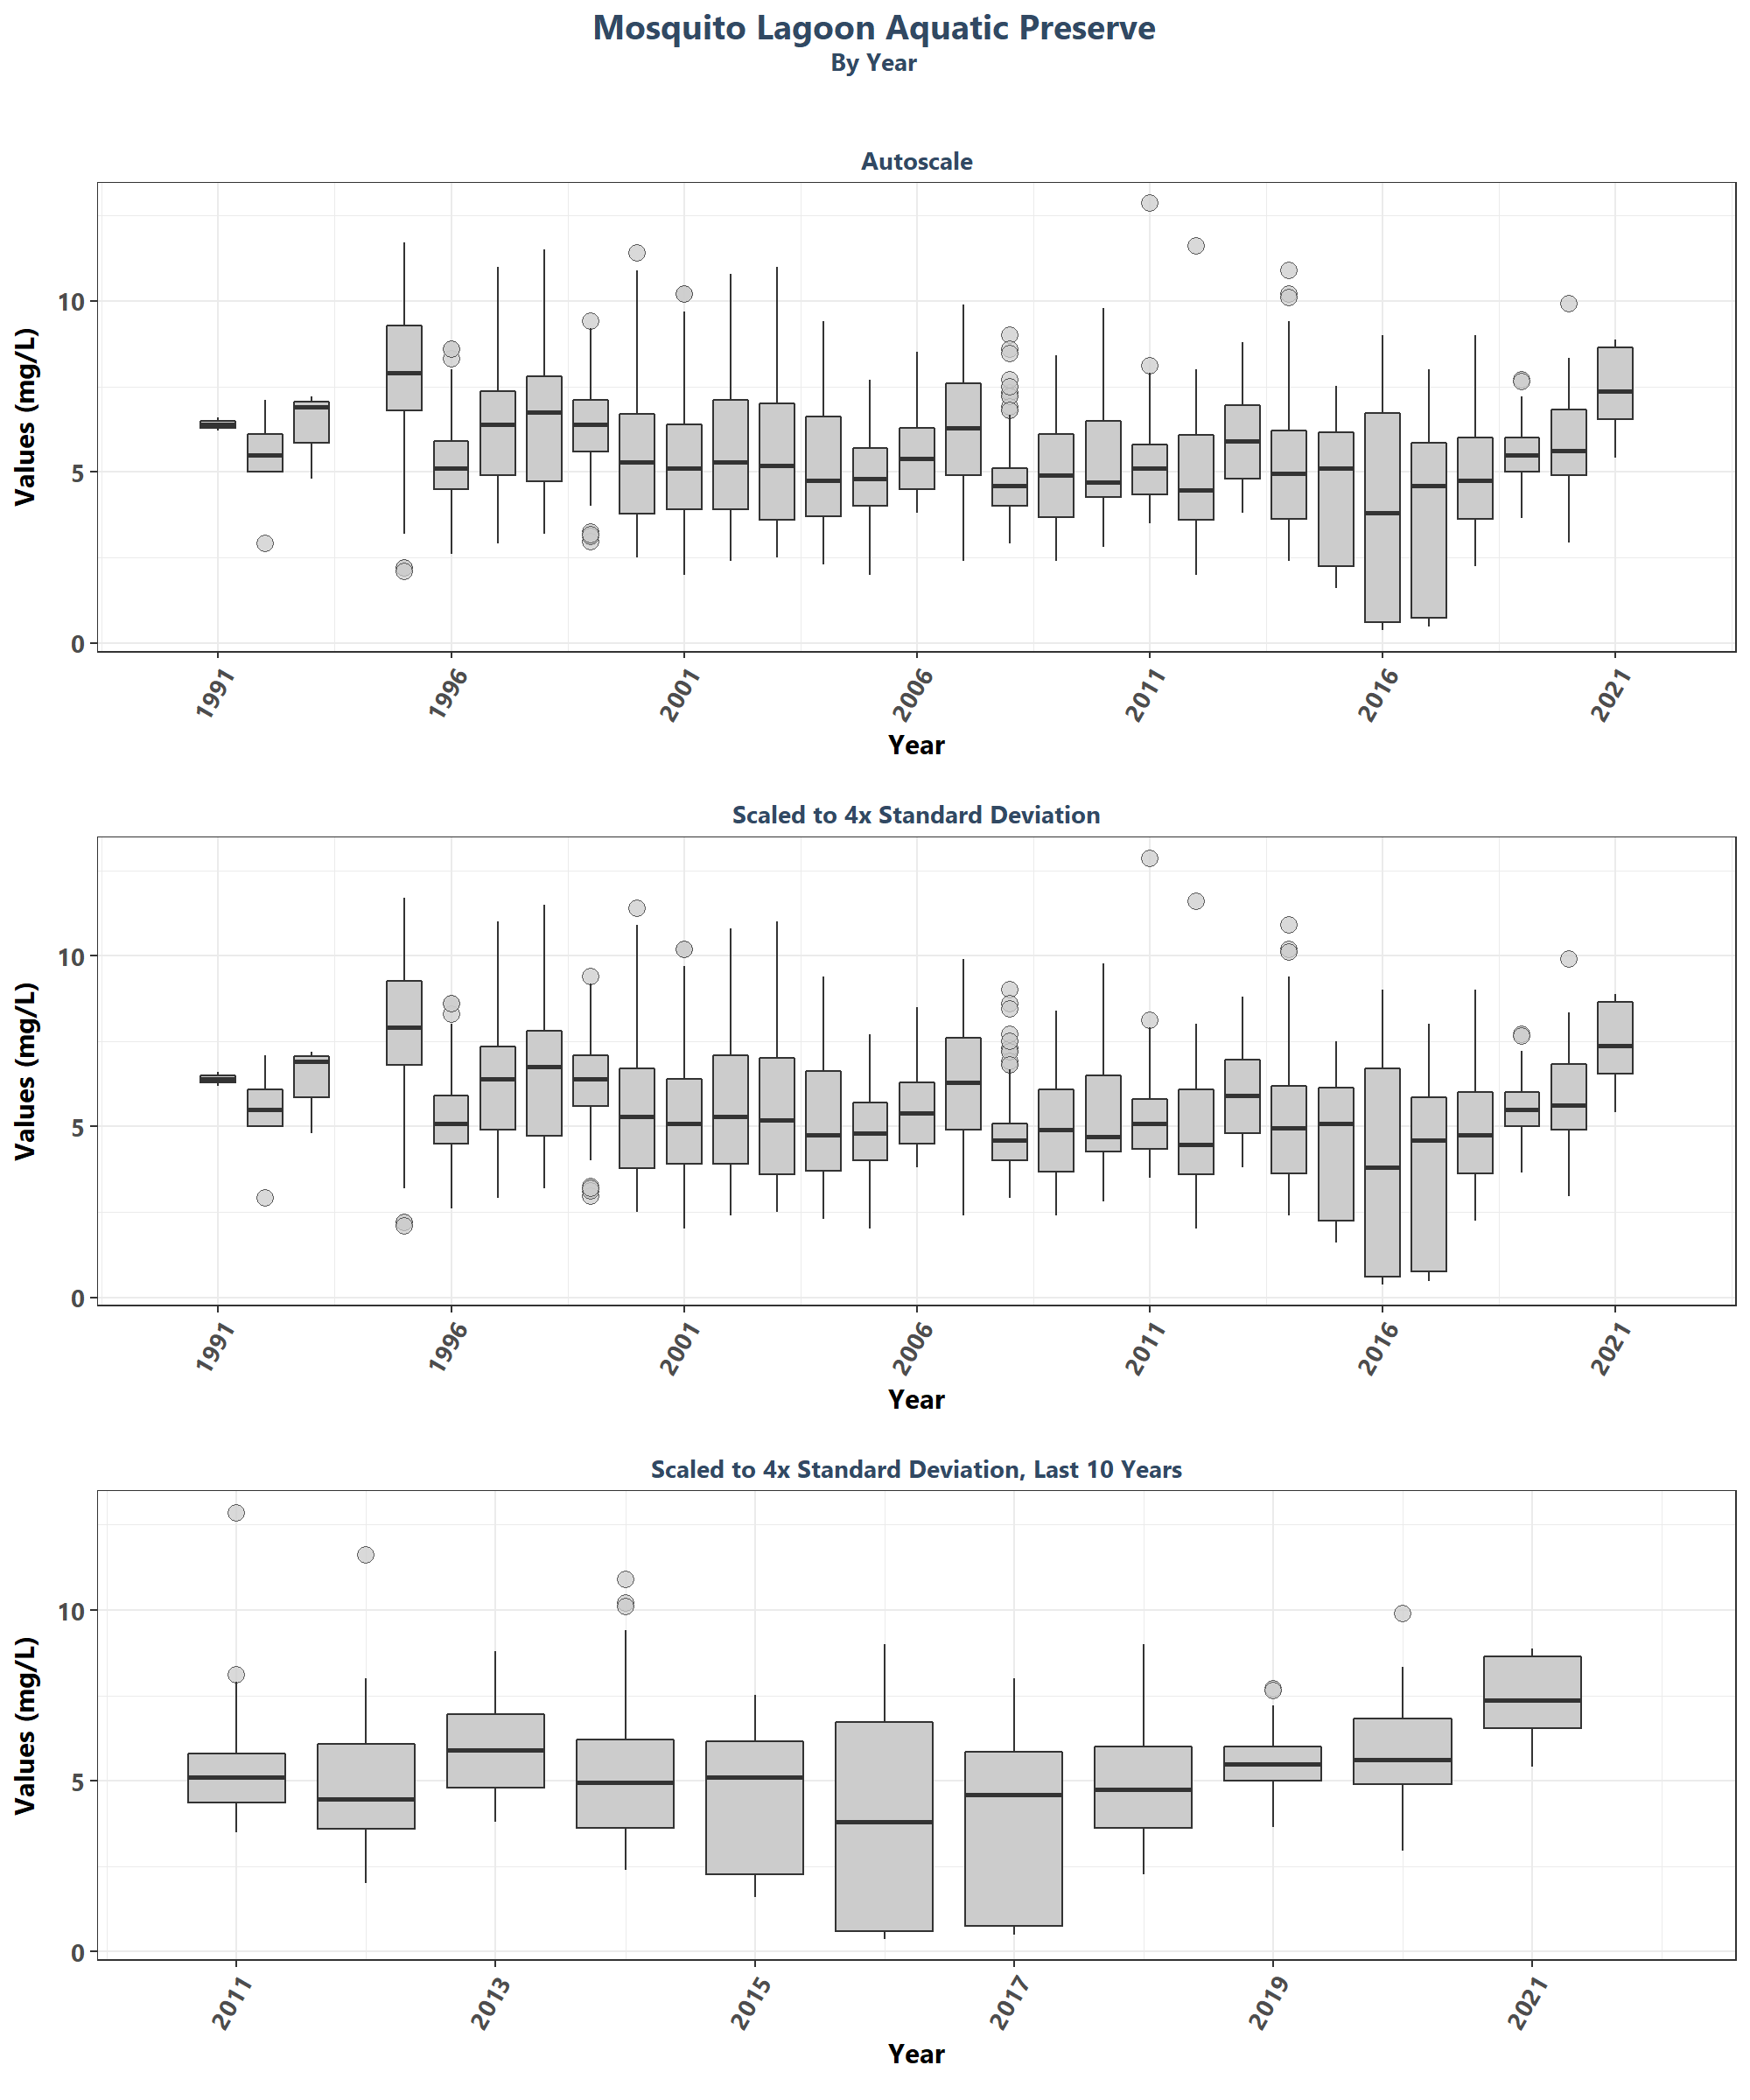 Mosquito Lagoon Aquatic Preserve
By Year
Autoscale
Values (mg/L)
10
5
0
1991 1996 2001 2006 2011 2016 2021
Year
Scaled to 4x Standard Deviation
Values (mg/L)
10
5
0
1991 1996 2001 2006 2011 2016 2021
Year
Scaled to 4x Standard Deviation, Last 10 Years
Values (mg/L)
10
5
0
2011 2013 2015 2017 2019 2021
Year